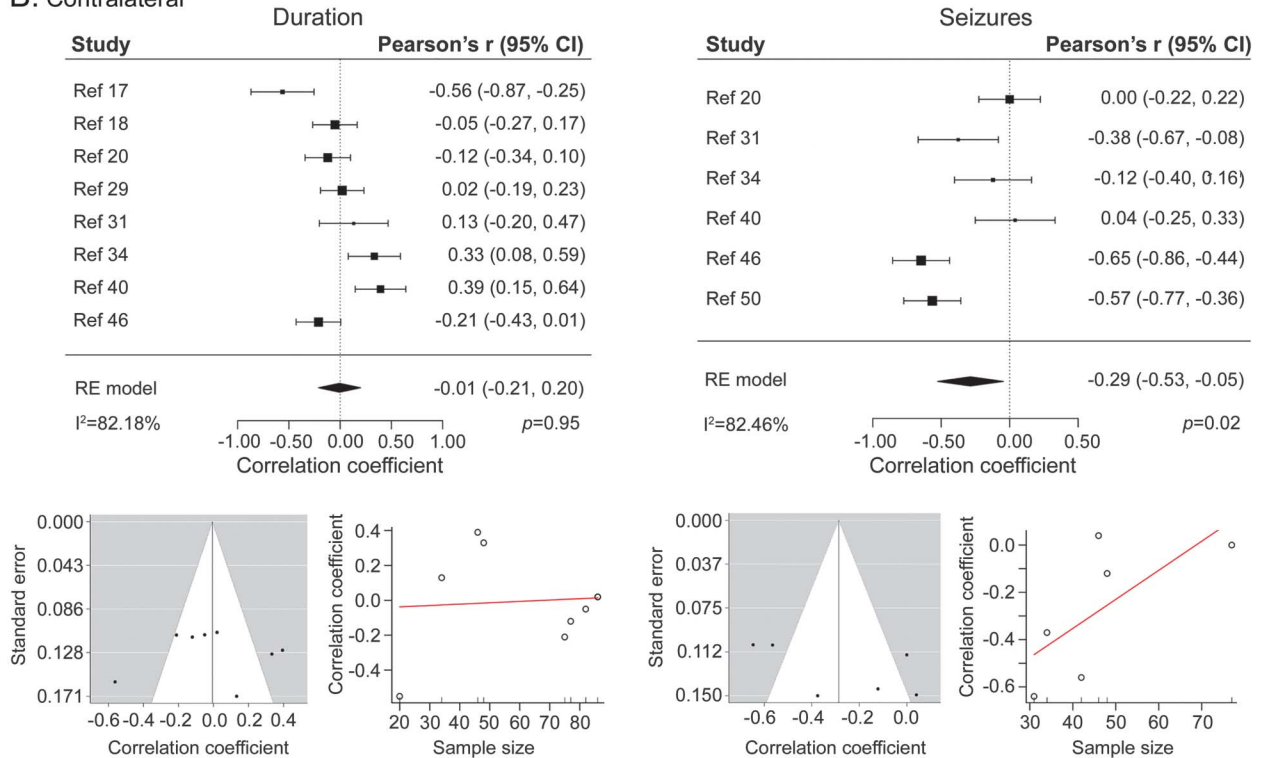 B. Contralateral
Duration
Study Pearson’s r (95% CI)
Ref 17 -0.56 (-0.87, -0.25)
Ref 18 -0.05 (-0.27, 0.17)
Ref 20 -0.12 (-0.34, 0.10)
Ref 29 0.02 (-0.19, 0.23)
Ref 31 0.13 (-0.20, 0.47)
Ref 34 0.33 (0.08, 0.59)
Ref 40 0.39 (0.15, 0.64)
Ref 46 -0.21 (-0.43, 0.01)
RE model -0.01 (-0.21, 0.20)
I²=82.18% p=0.95
-1.00 -0.50 0.00 0.50 1.00
Correlation coefficient
Seizures
Study Pearson’s r (95% CI)
Ref 20 0.00 (-0.22, 0.22)
Ref 31 -0.38 (-0.67, -0.08)
Ref 34 -0.12 (-0.40, 0.16)
Ref 40 0.04 (-0.25, 0.33)
Ref 46 -0.65 (-0.86, -0.44)
Ref 50 -0.57 (-0.77, -0.36)
RE model -0.29 (-0.53, -0.05)
I²=82.46% p=0.02
-1.00 -0.50 0.00 0.50
Correlation coefficient
Standard error
0.000
0.043
0.086
0.128
0.171
-0.6 -0.4 -0.2 0.0 0.2 0.4
Correlation coefficient
Correlation coefficient
0.4
0.2
0.0
-0.2
-0.4
20 30 40 50 60 70 80
Sample size
Standard error
0.000
0.037
0.075
0.112
0.150
-0.6 -0.4 -0.2 0.0
Correlation coefficient
Correlation coefficient
0.0
-0.2
-0.4
-0.6
30 40 50 60 70
Sample size